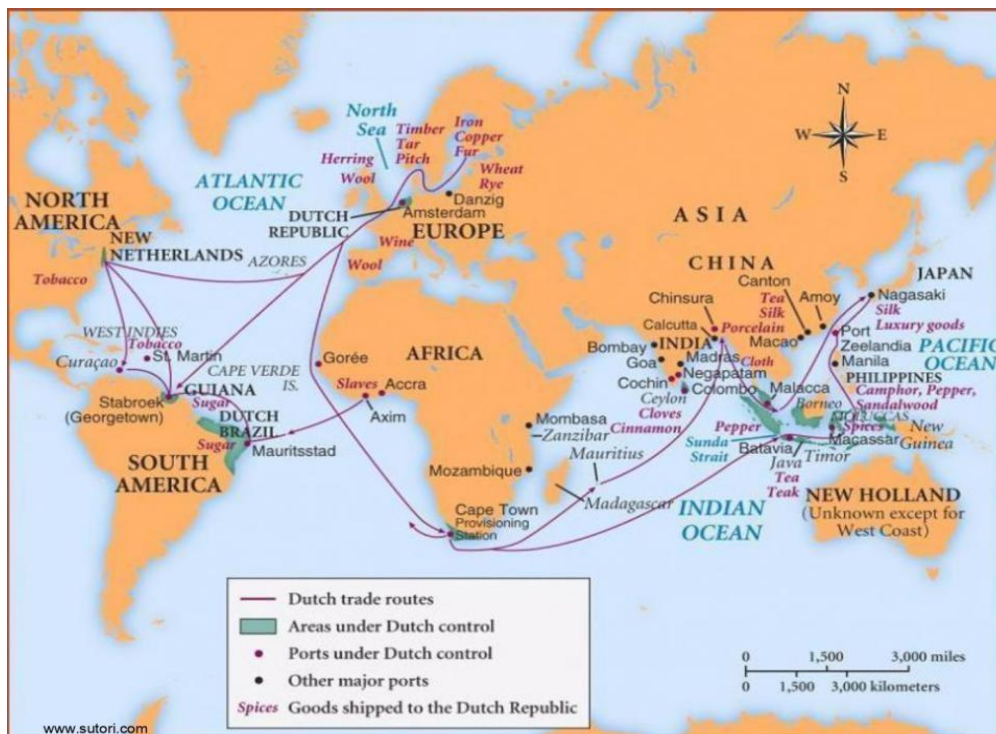 North
Sea
Timber
Tar
Pitch
Iron
Copper
Fur
Herring
Wool
Wheat
Rye
ATLANTIC
OCEAN
NORTH
AMERICA
DUTCH
REPUBLIC
Amsterdam
Danzig
EUROPE
NEW
NETHERLANDS
AZORES
Wine
Wool
Tobacco
ASIA
CHINA
JAPAN
Canton
Amoy
Nagasaki
Chinsura
Tea
Silk
Silk
Luxury goods
WEST INDIES
Tobacco
St. Martin
Curaçao
CAPE VERDE
IS.
Gorée
AFRICA
Calcutta
Porcelain
INDIA
Bombay
Macao
Port
Zeelandia
PACIFIC
OCEAN
Goa
Madras
Cloth
Manila
Negapatam
Cochin
Colombo
Ceylon
Malacca
PHILIPPINES
Camphor, Pepper,
Sandalwood
Borneo
MOLUCCAS
Spices
GUIANA
Stabroek
(Georgetown)
Sugar
DUTCH
BRAZIL
Sugar
Mauritsstad
Slaves
Accra
Axim
Cloves
Cinnamon
Mombasa
Zanzibar
Pepper
Sunda
Strait
Batavia
Macassar
New
Guinea
Java
Timor
Tea
Teak
SOUTH
AMERICA
Mozambique
Mauritius
Madagascar
INDIAN
OCEAN
NEW HOLLAND
(Unknown except for
West Coast)
Cape Town
Provisioning
Station
N
W E
S
Dutch trade routes
Areas under Dutch control
Ports under Dutch control
Other major ports
Spices Goods shipped to the Dutch Republic
0 1,500 3,000 miles
0 1,500 3,000 kilometers
www.sutori.com